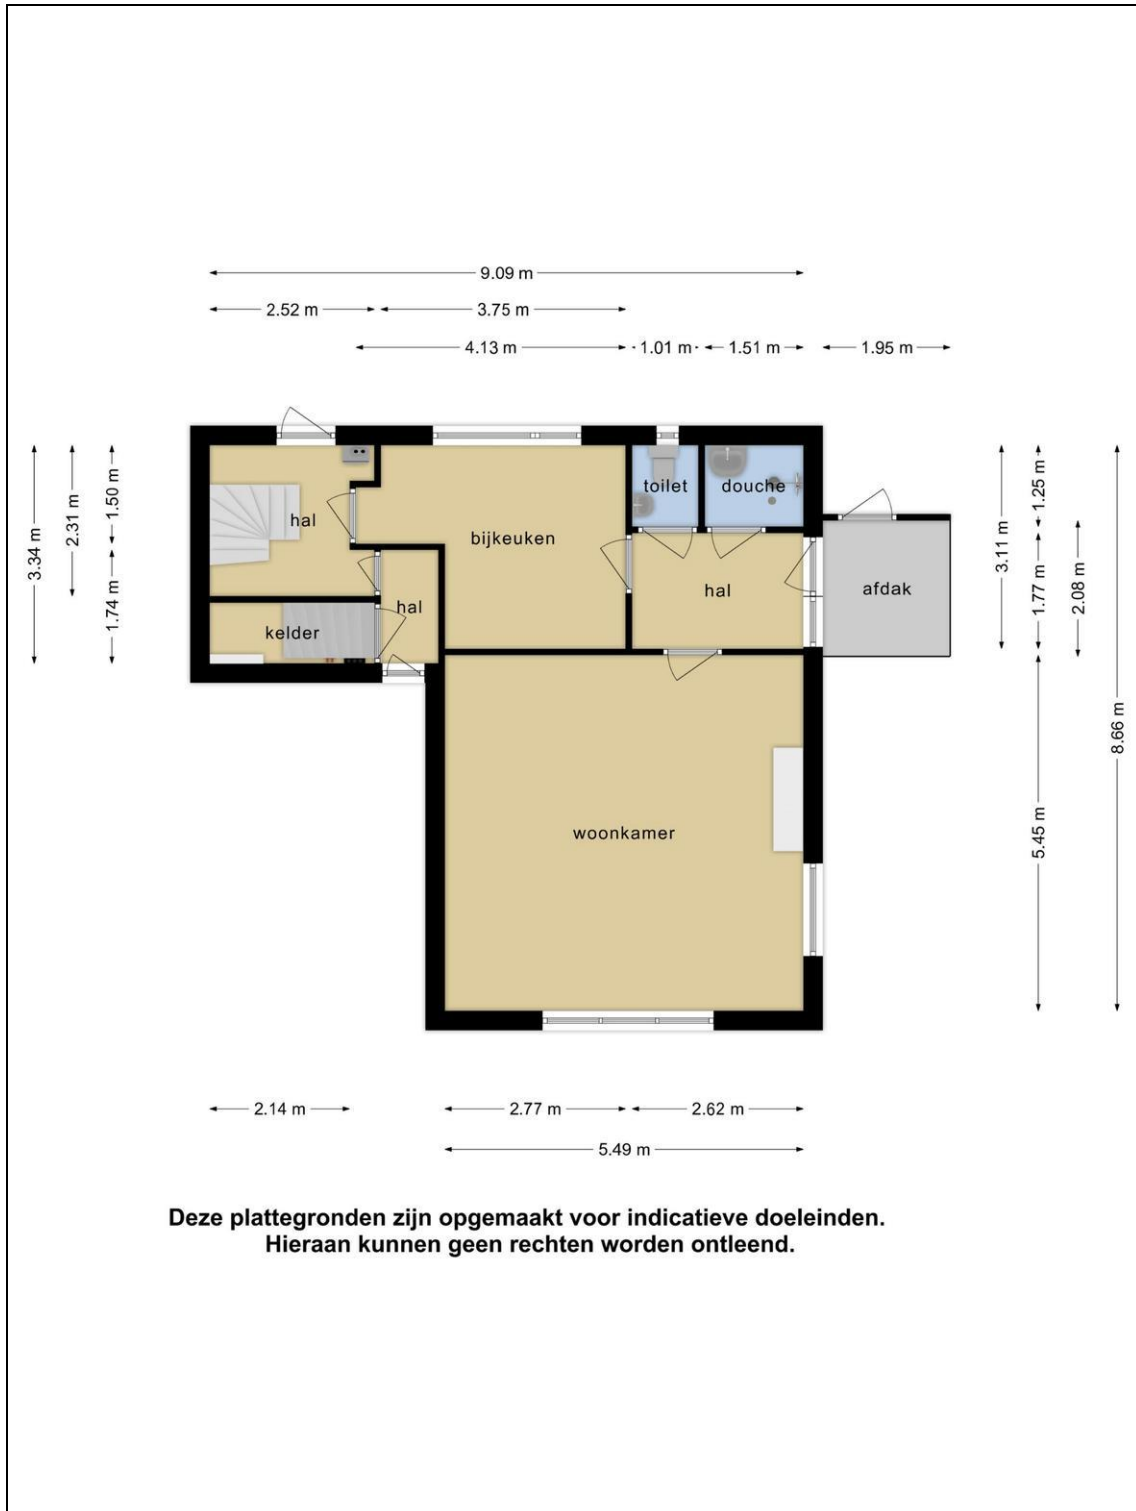 9.09 m
2.52 m
3.75 m
4.13 m
1.01 m
1.51 m
1.95 m
3.34 m
2.31 m
1.50 m
1.74 m
hal
bijkeuken
toilet
douche
hal
kelder
hal
afdak
woonkamer
3.11 m
1.25 m
1.77 m
2.08 m
5.45 m
8.66 m
2.14 m
2.77 m
2.62 m
5.49 m
Deze plattegronden zijn opgemaakt voor indicatieve doeleinden.
Hieraan kunnen geen rechten worden ontleend.